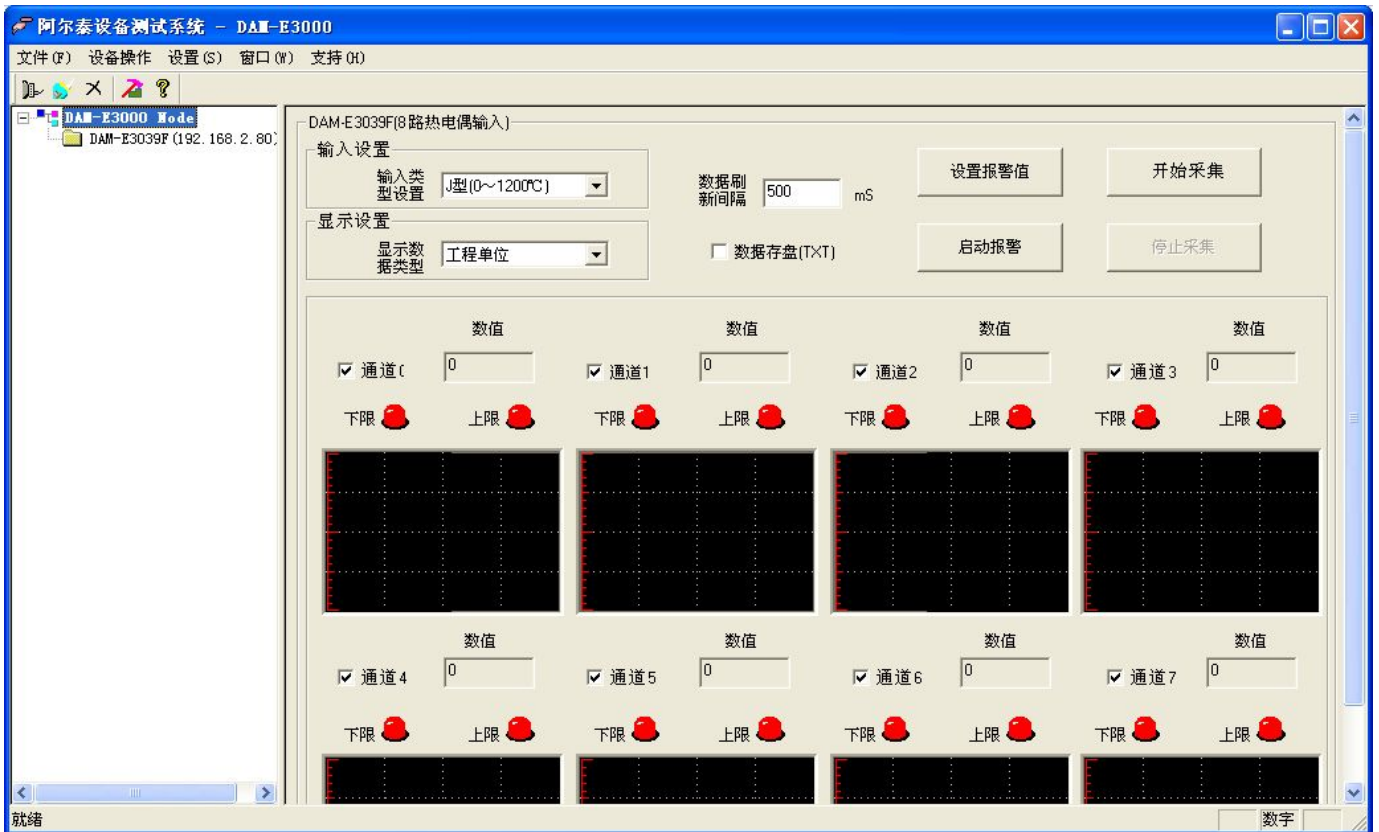 阿尔泰设备测试系统 - DAM-E3000
文件(F) 设备操作 设置(S) 窗口(W) 支持(H)
DAM-E3000 Node
DAM-E3039F(192.168.2.80)
DAM-E3039F(8路热电偶输入)
输入设置
输入类
型设置
J型(0～1200℃)
数据刷
新间隔
500
mS
设置报警值
开始采集
显示设置
显示数
据类型
工程单位
数据存盘(TXT)
启动报警
停止采集
数值 数值 数值 数值
通道0 0 通道1 0 通道2 0 通道3 0
下限 上限 下限 上限 下限 上限 下限 上限
数值 数值 数值 数值
通道4 0 通道5 0 通道6 0 通道7 0
下限 上限 下限 上限 下限 上限 下限 上限
就绪
数字